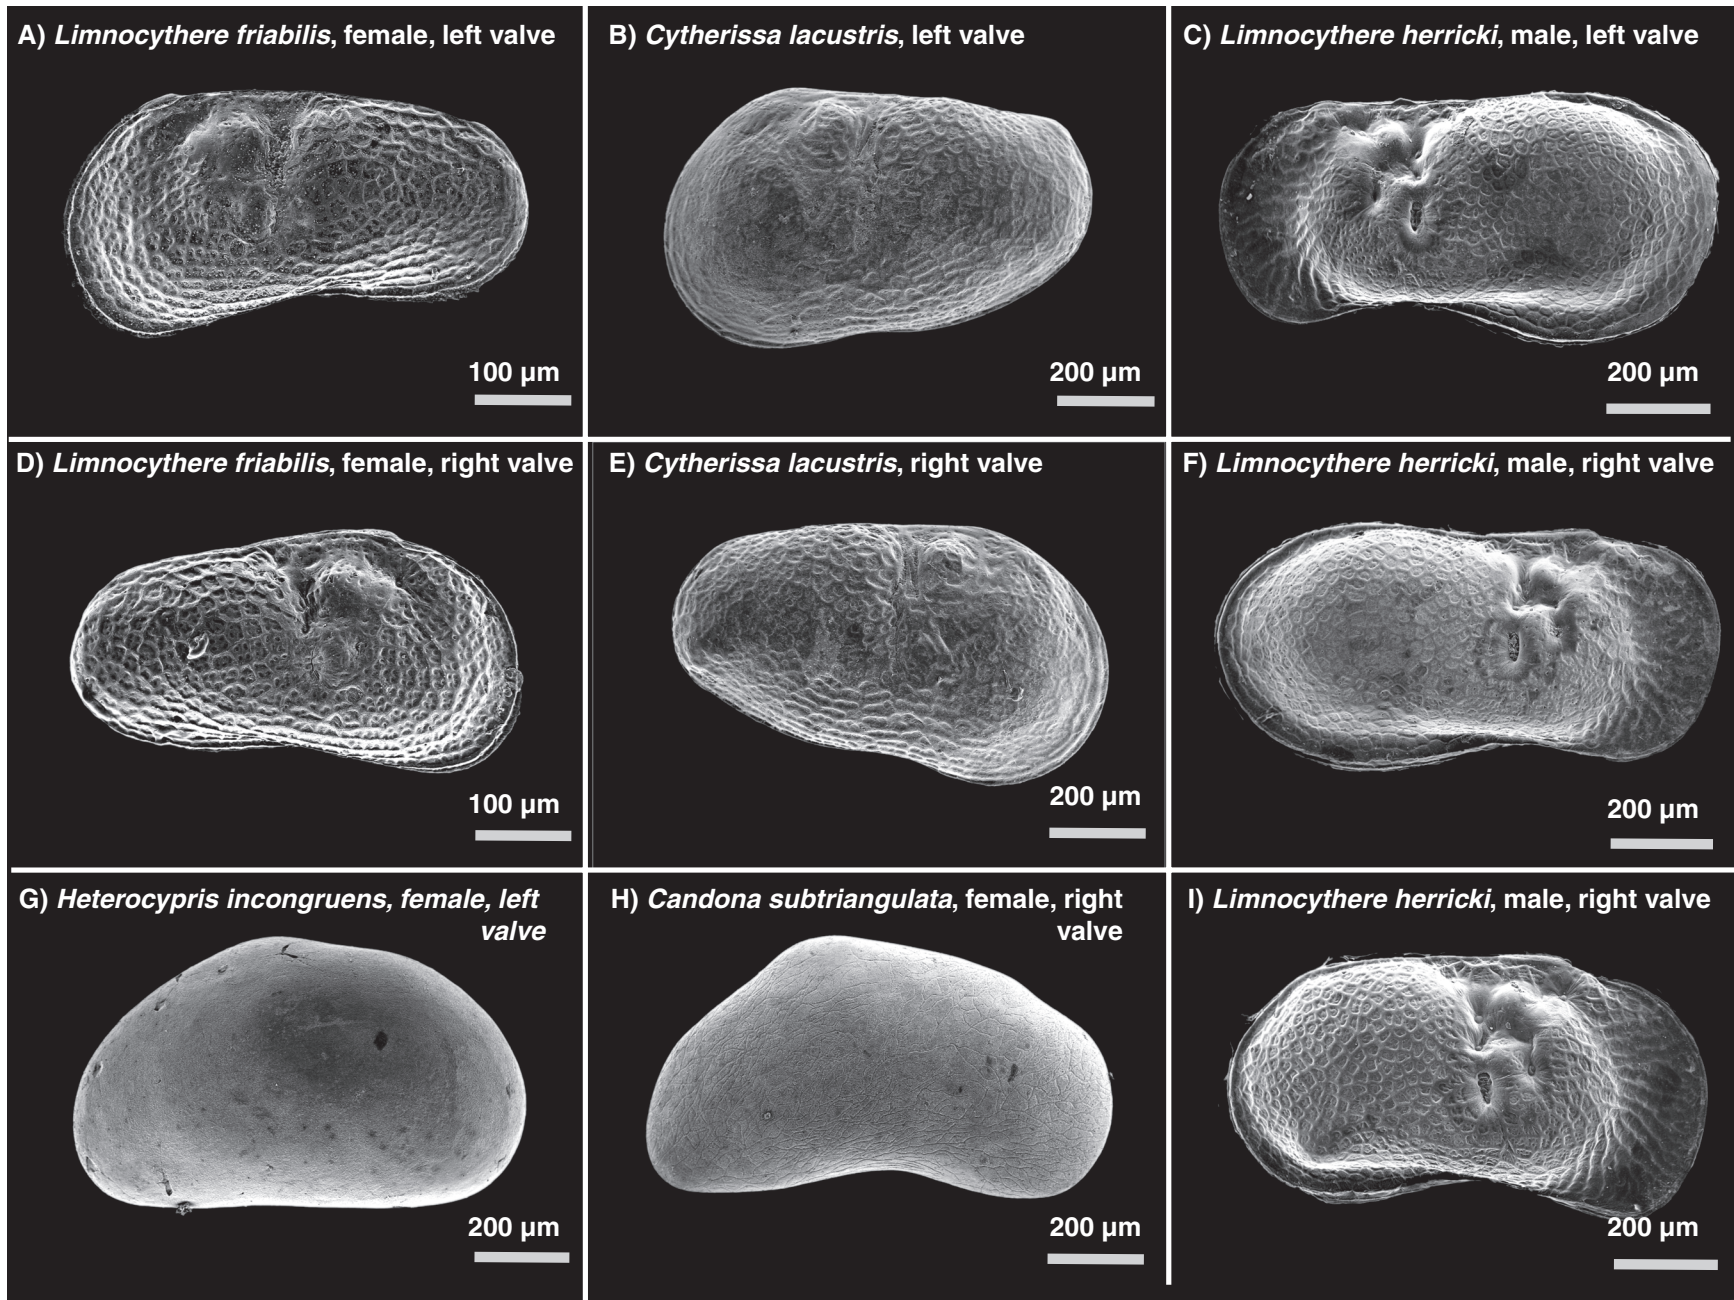 A) Limnocythere friabilis, female, left valve
100 µm
B) Cytherissa lacustris, left valve
200 µm
C) Limnocythere herricki, male, left valve
200 µm
D) Limnocythere friabilis, female, right valve
100 µm
E) Cytherissa lacustris, right valve
200 µm
F) Limnocythere herricki, male, right valve
200 µm
G) Heterocypris incongruens, female, left
valve
200 µm
H) Candona subtriangulata, female, right
valve
200 µm
I) Limnocythere herricki, male, right valve
200 µm